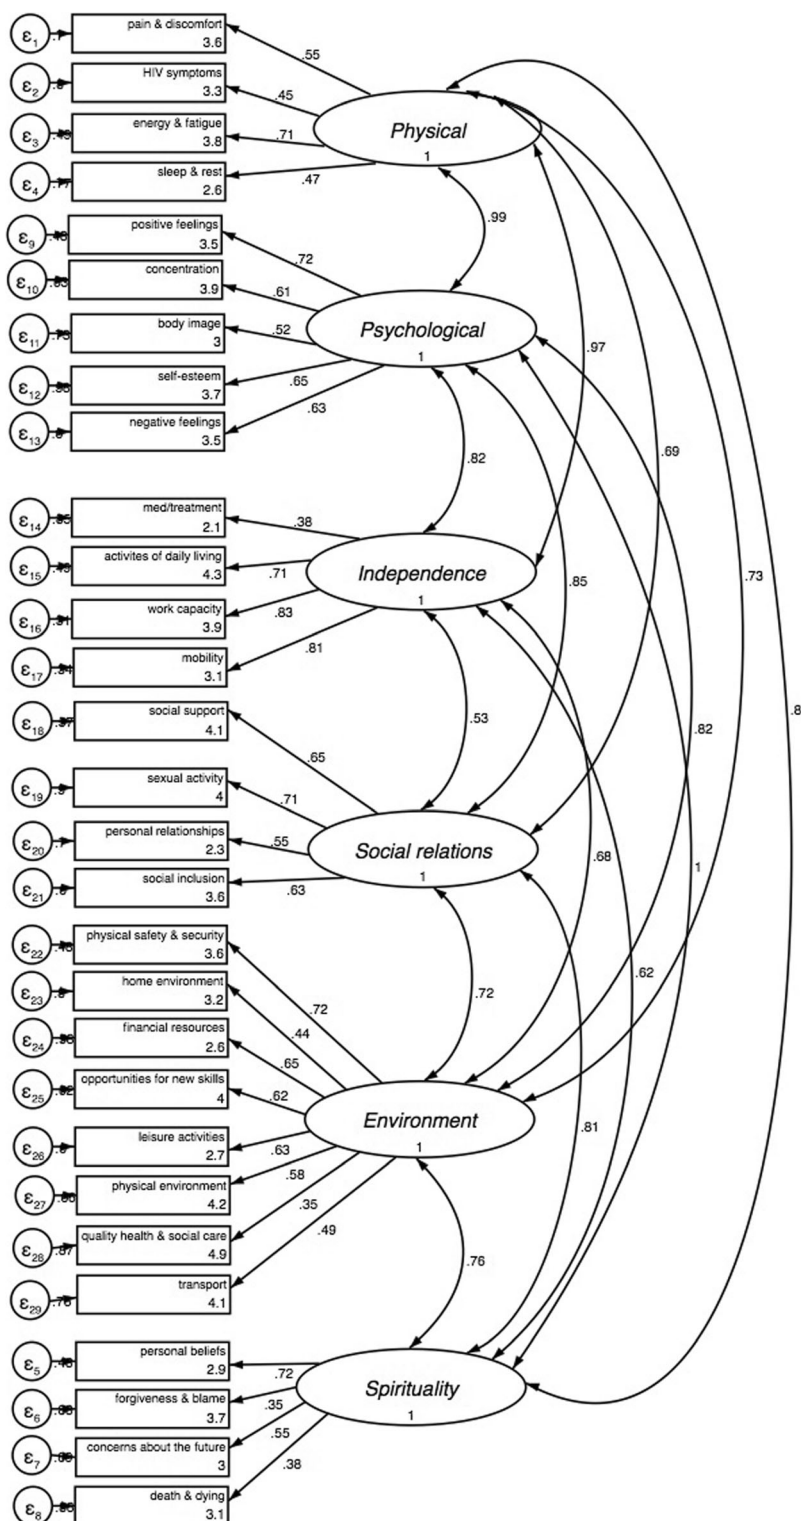 ε1
pain & discomfort
3.6
.55
ε2
HIV symptoms
3.3
.45
ε3
energy & fatigue
3.8
.71
ε4
sleep & rest
2.6
.47
Physical
1
.99
ε9
positive feelings
3.5
.72
ε10
concentration
3.9
.61
ε11
body image
3
.52
ε12
self-esteem
3.7
.65
ε13
negative feelings
3.5
.63
Psychological
1
.97
.82
.69
ε14
med/treatment
2.1
.38
ε15
activites of daily living
4.3
.71
ε16
work capacity
3.9
.83
ε17
mobility
3.1
.81
Independence
1
.85
.73
.53
.82
.8
ε18
social support
4.1
.65
ε19
sexual activity
4
.71
ε20
personal relationships
2.3
.55
ε21
social inclusion
3.6
.63
Social relations
1
.68
1
.72
.62
ε22
physical safety & security
3.6
.72
ε23
home environment
3.2
.44
ε24
financial resources
2.6
.65
ε25
opportunities for new skills
4
.62
ε26
leisure activities
2.7
.63
ε27
physical environment
4.2
.58
ε28
quality health & social care
4.9
.35
ε29
transport
4.1
.49
Environment
1
.81
.76
ε5
personal beliefs
2.9
.72
ε6
forgiveness & blame
3.7
.35
ε7
concerns about the future
3
.55
ε8
death & dying
3.1
.38
Spirituality
1